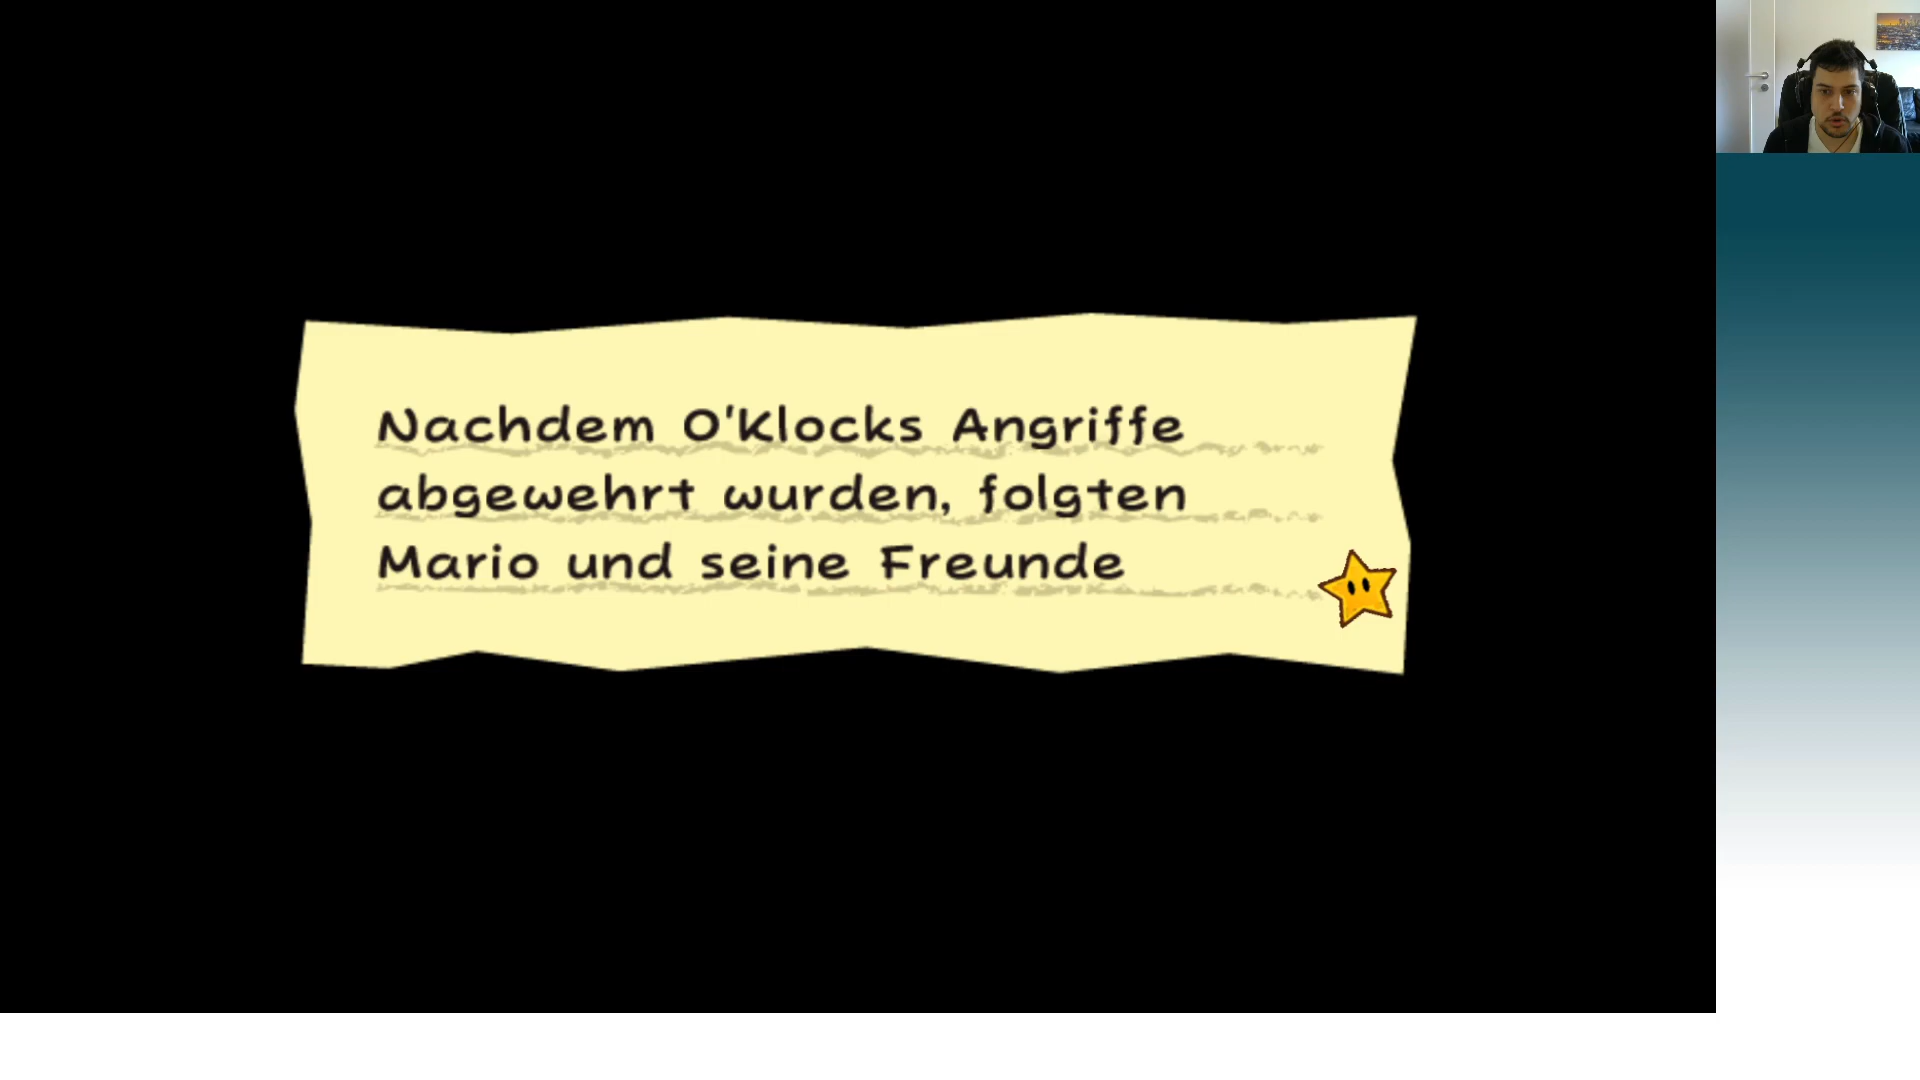 Nachdem O'Klocks Angriffe
abgewehrt wurden, folgten
Mario und seine Freunde